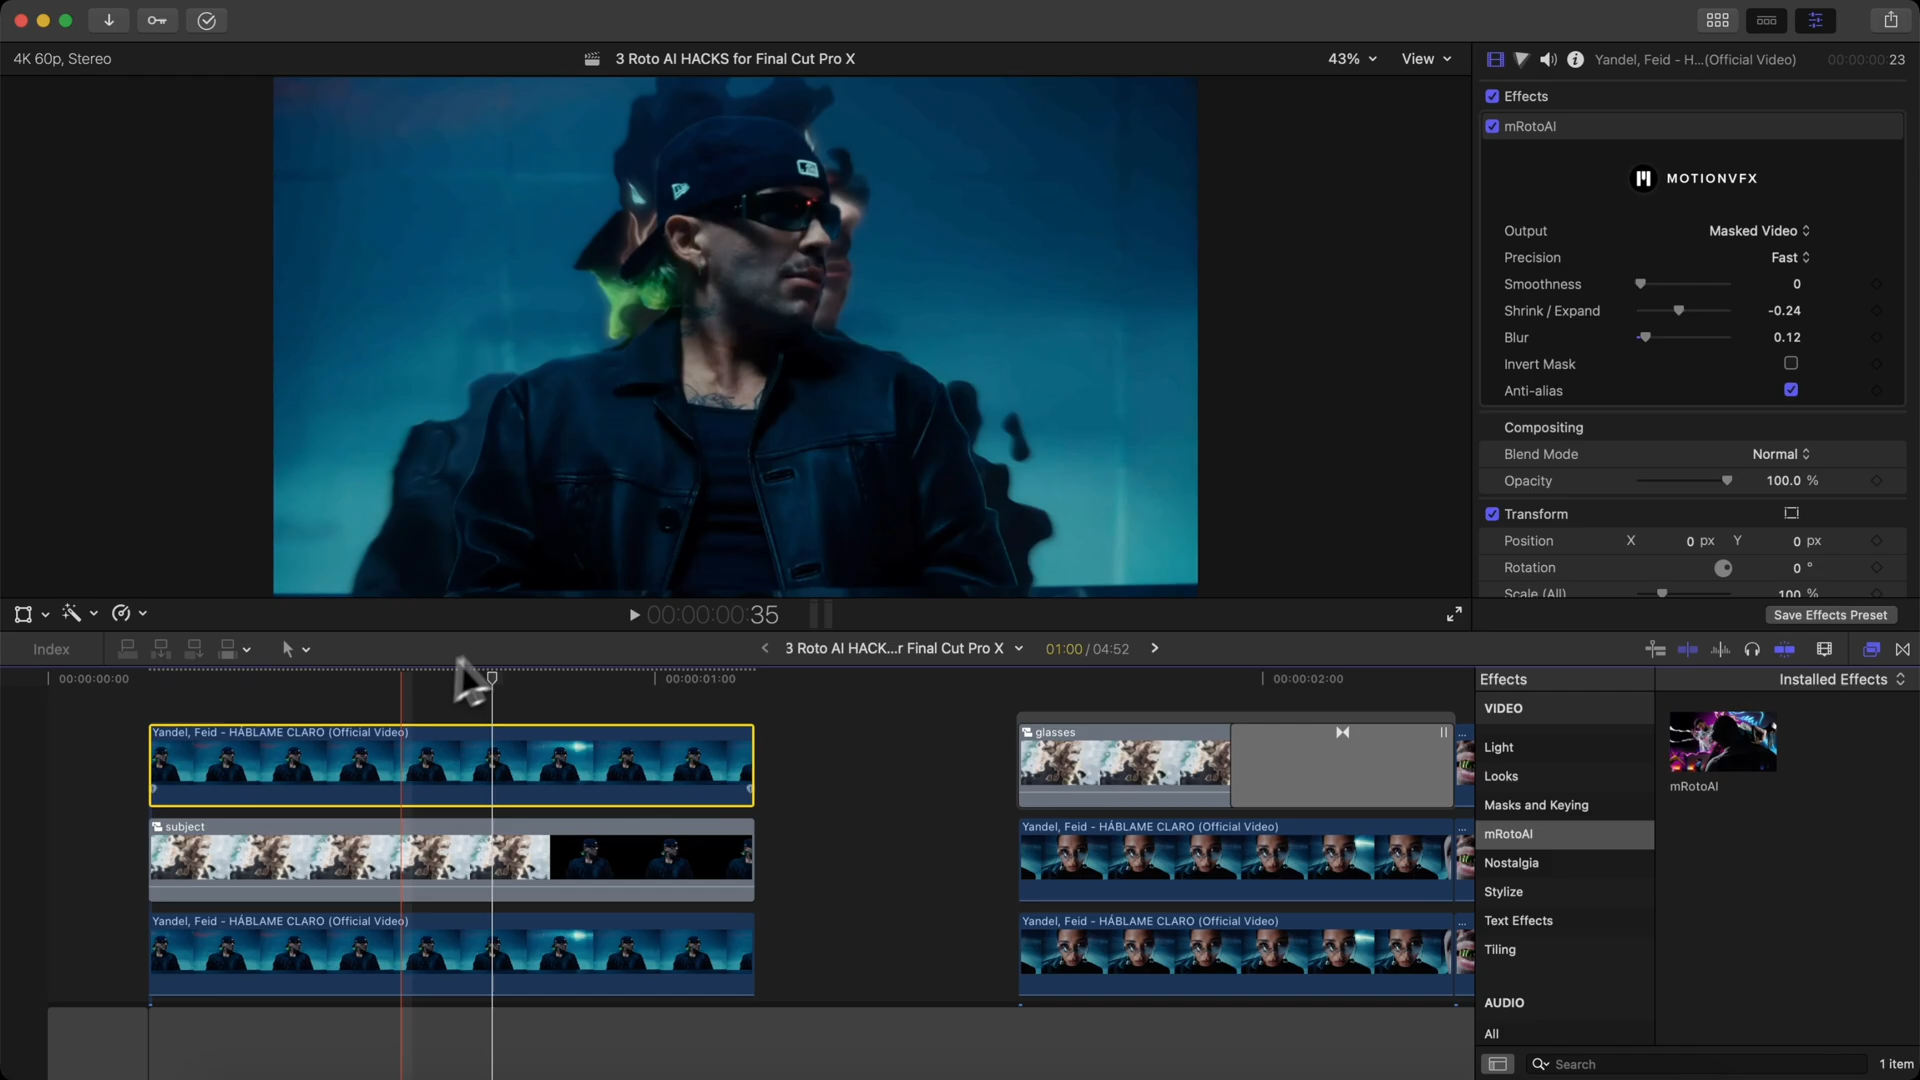 4K 60p, Stereo
3 Roto AI HACKS for Final Cut Pro X
43%
View
Yandel, Feid - H...(Official Video)
00:00:00:23
Effects
mRotoAI
MOTIONVFX
Output
Masked Video
Precision
Fast
Smoothness
0
Shrink / Expand
-0.24
Blur
0.12
Invert Mask
Anti-alias
Compositing
Blend Mode
Normal
Opacity
100.0 %
Transform
Position
X
0 px
Y
0 px
Rotation
0 °
Scale (All)
100 %
00:00:00:35
Save Effects Preset
Index
3 Roto AI HACK...r Final Cut Pro X
01:00 / 04:52
00:00:00:00
00:00:01:00
00:00:02:00
Yandel, Feid - HÁBLAME CLARO (Official Video)
glasses
...
subject
Yandel, Feid - HÁBLAME CLARO (Official Video)
...
Yandel, Feid - HÁBLAME CLARO (Official Video)
Yandel, Feid - HÁBLAME CLARO (Official Video)
...
Effects
Installed Effects
VIDEO
Light
Looks
Masks and Keying
mRotoAI
Nostalgia
Stylize
Text Effects
Tiling
AUDIO
All
mRotoAI
Search
1 item